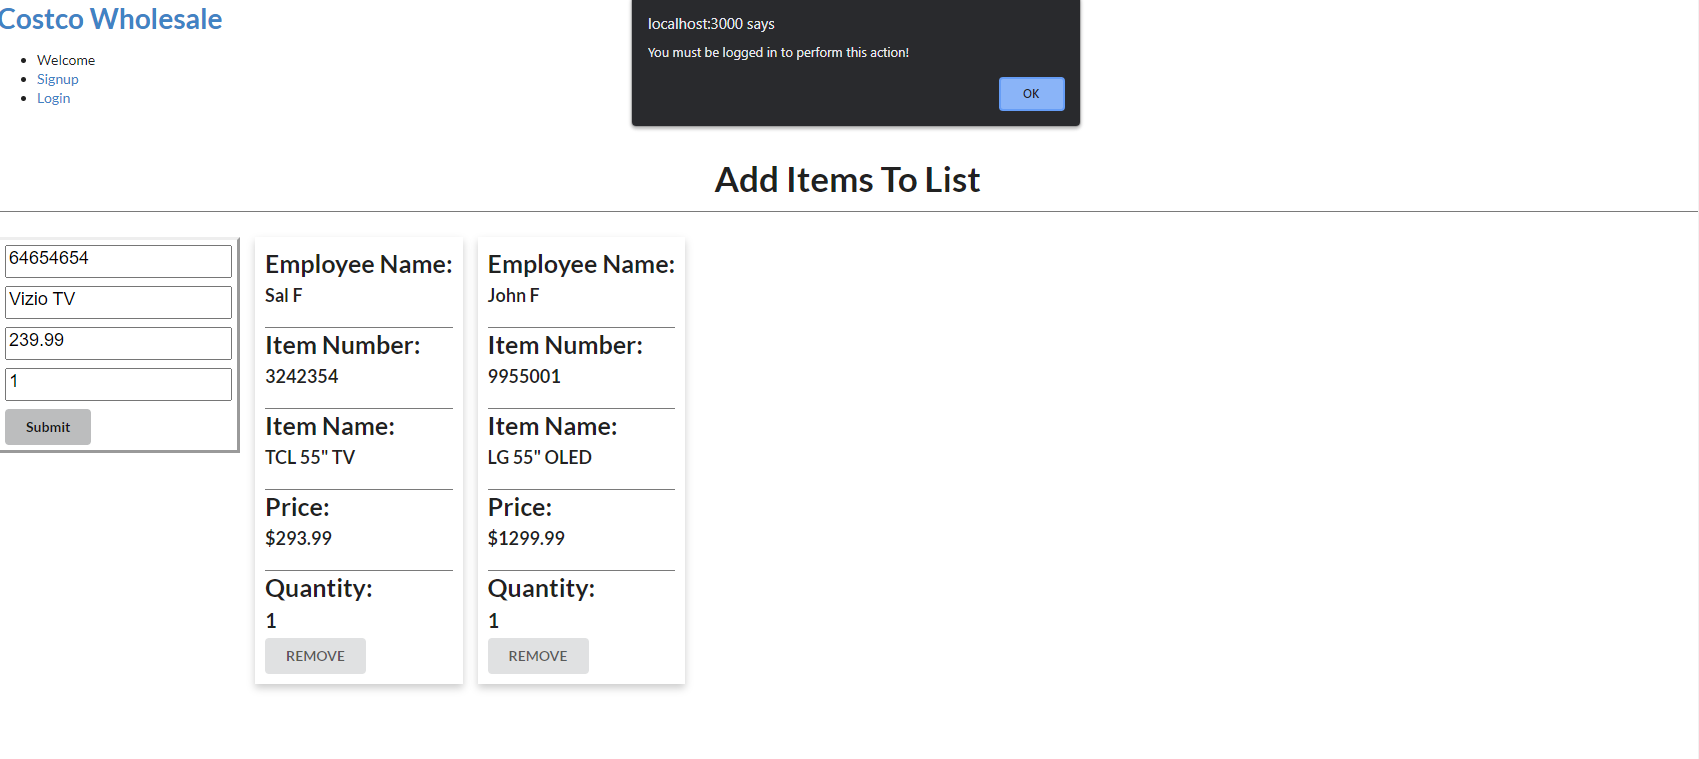 Costco Wholesale
Welcome
Signup
Login
localhost:3000 says
You must be logged in to perform this action!
OK
Add Items To List
64654654
Vizio TV
239.99
1
Submit
Employee Name:
Sal F
Item Number:
3242354
Item Name:
TCL 55" TV
Price:
$293.99
Quantity:
1
REMOVE
Employee Name:
John F
Item Number:
9955001
Item Name:
LG 55" OLED
Price:
$1299.99
Quantity:
1
REMOVE